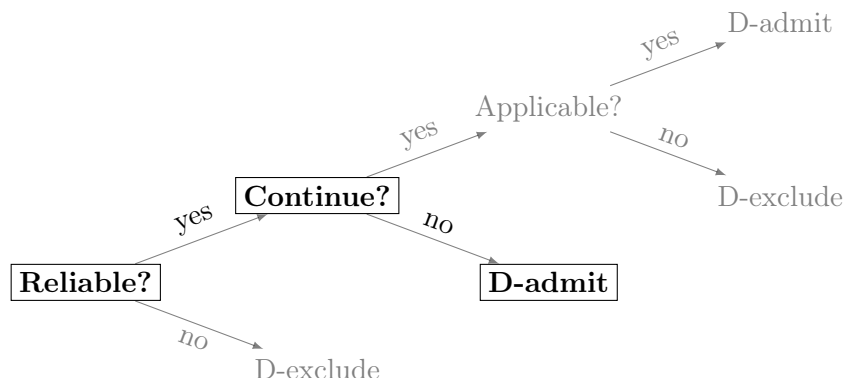 D-admit
yes
Applicable?
yes
no
Continue?
D-exclude
yes
no
Reliable?
D-admit
no
D-exclude